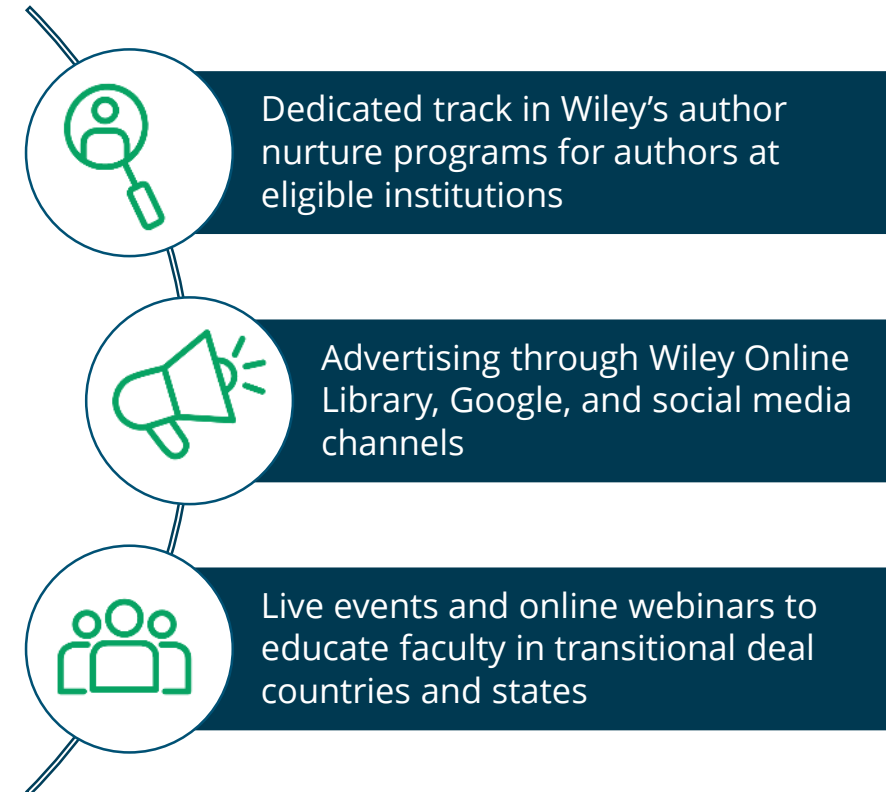 Dedicated track in Wiley’s author
nurture programs for authors at
eligible institutions
Advertising through Wiley Online
Library, Google, and social media
channels
Live events and online webinars to
educate faculty in transitional deal
countries and states